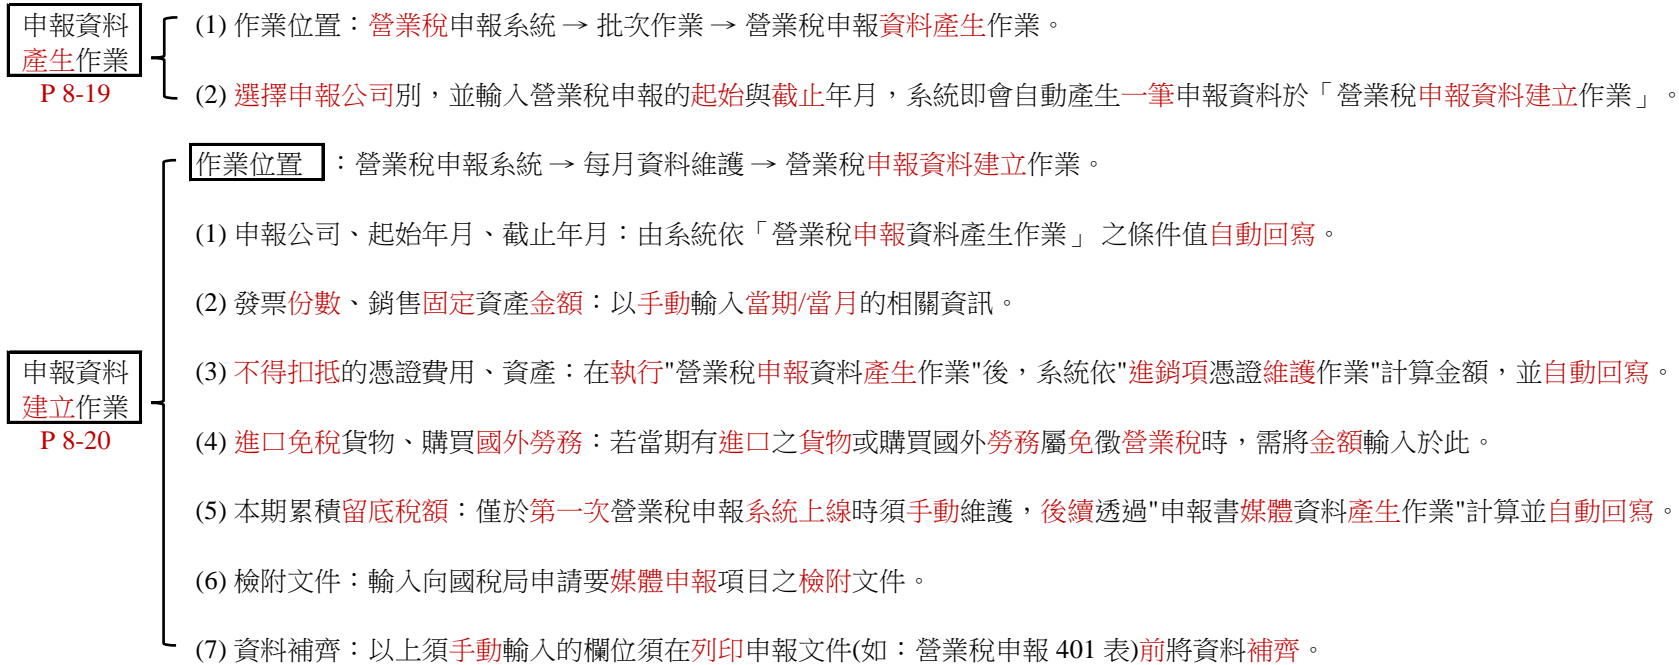 申報資料
產生作業
P 8-19
(1) 作業位置：營業稅申報系統 → 批次作業 → 營業稅申報資料產生作業。
(2) 選擇申報公司別，並輸入營業稅申報的起始與截止年月，系統即會自動產生一筆申報資料於「營業稅申報資料建立作業」。
申報資料
建立作業
P 8-20
作業位置 ：營業稅申報系統 → 每月資料維護 → 營業稅申報資料建立作業。
(1) 申報公司、起始年月、截止年月：由系統依「營業稅申報資料產生作業」 之條件值自動回寫。
(2) 發票份數、銷售固定資產金額：以手動輸入當期/當月的相關資訊。
(3) 不得扣抵的憑證費用、資產：在執行"營業稅申報資料產生作業"後，系統依"進銷項憑證維護作業"計算金額，並自動回寫。
(4) 進口免稅貨物、購買國外勞務：若當期有進口之貨物或購買國外勞務屬免徵營業稅時，需將金額輸入於此。
(5) 本期累積留底稅額：僅於第一次營業稅申報系統上線時須手動維護，後續透過"申報書媒體資料產生作業"計算並自動回寫。
(6) 檢附文件：輸入向國稅局申請要媒體申報項目之檢附文件。
(7) 資料補齊：以上須手動輸入的欄位須在列印申報文件(如：營業稅申報 401 表)前將資料補齊。